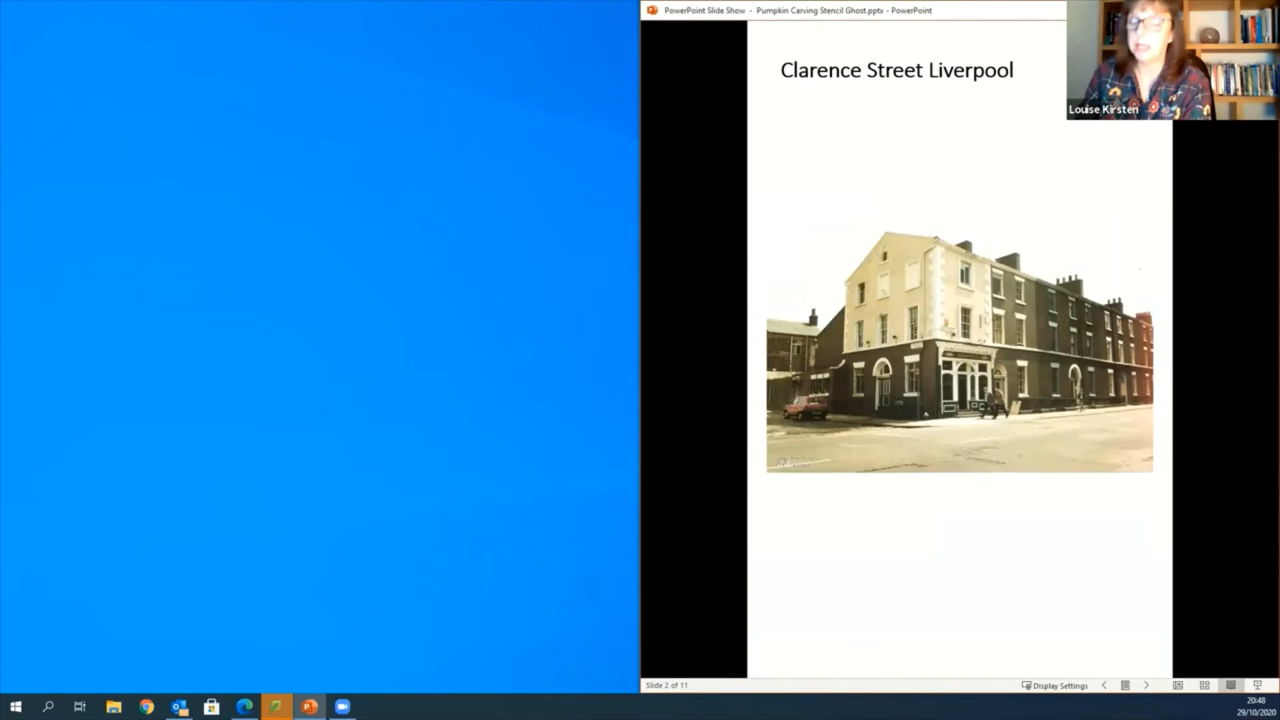 PowerPoint Slide Show - Pumpkin Carving Stencil Ghost.pptx - PowerPoint
Clarence Street Liverpool
Louise Kirsten
Slide 2 of 11
Display Settings
20:48
29/10/2020